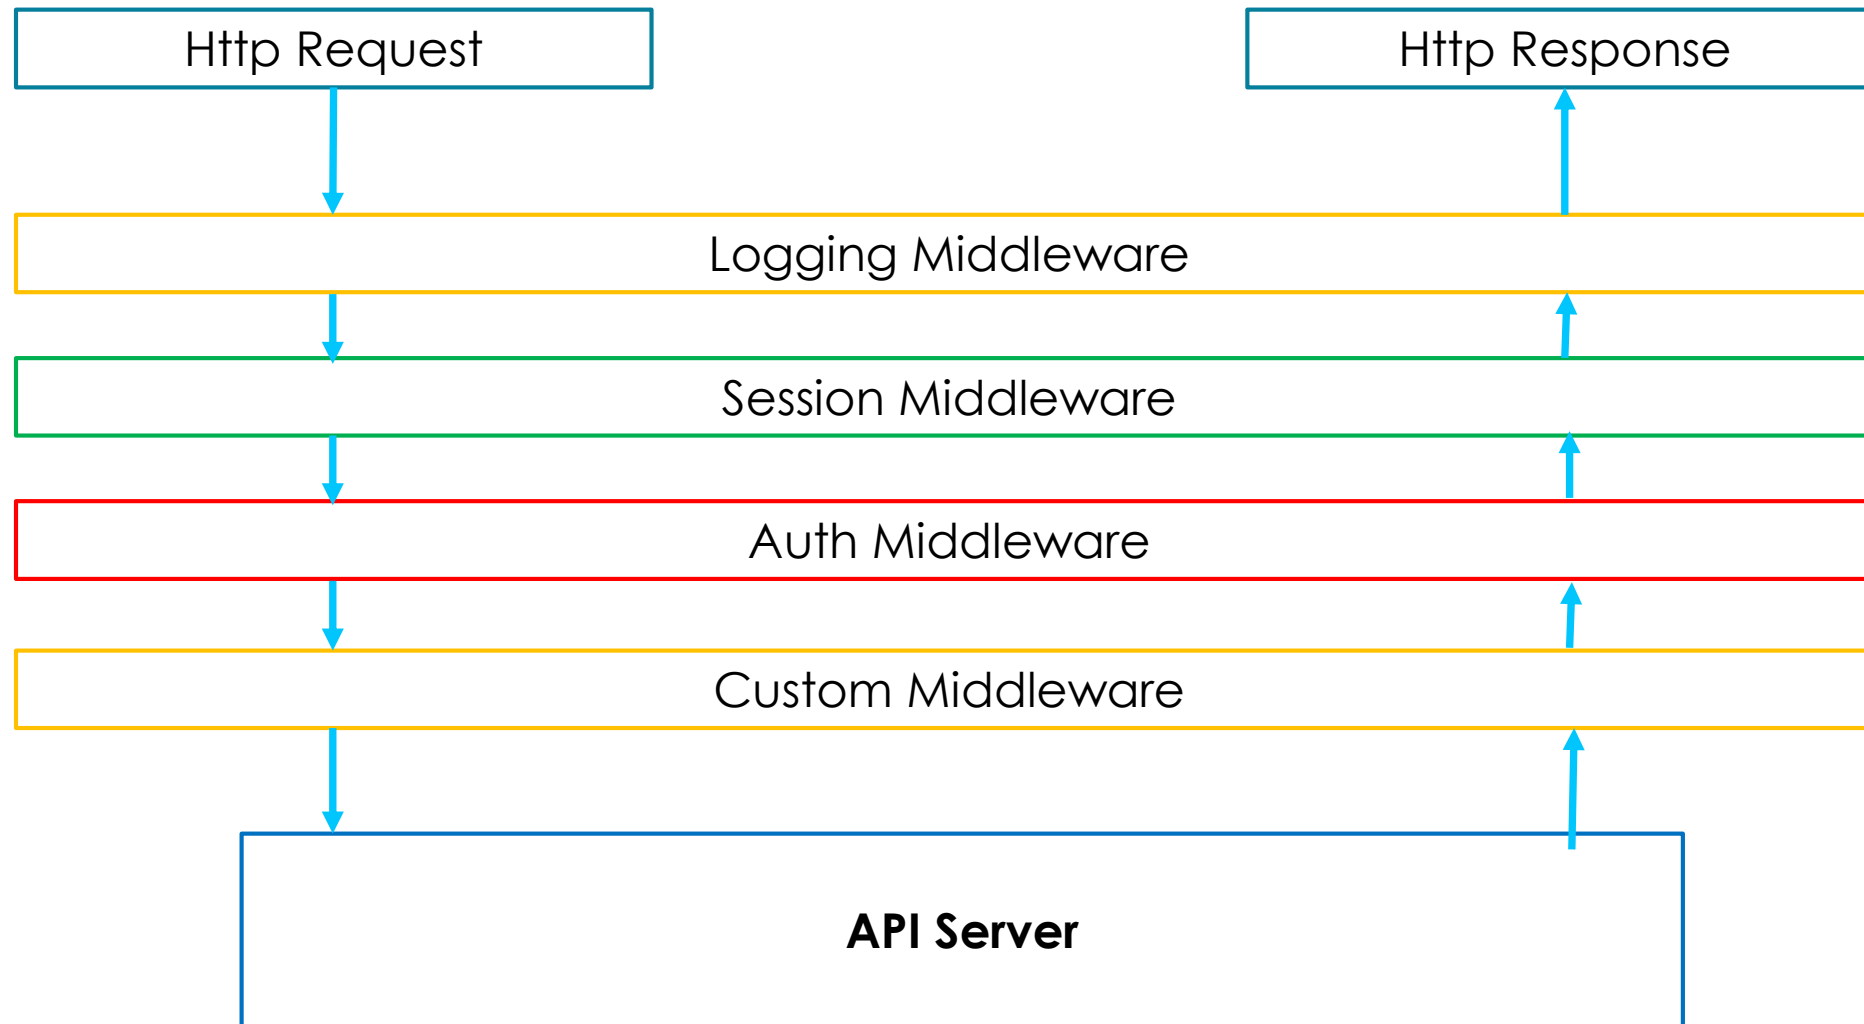 Http Request
Http Response
Logging Middleware
Session Middleware
Auth Middleware
Custom Middleware
API Server